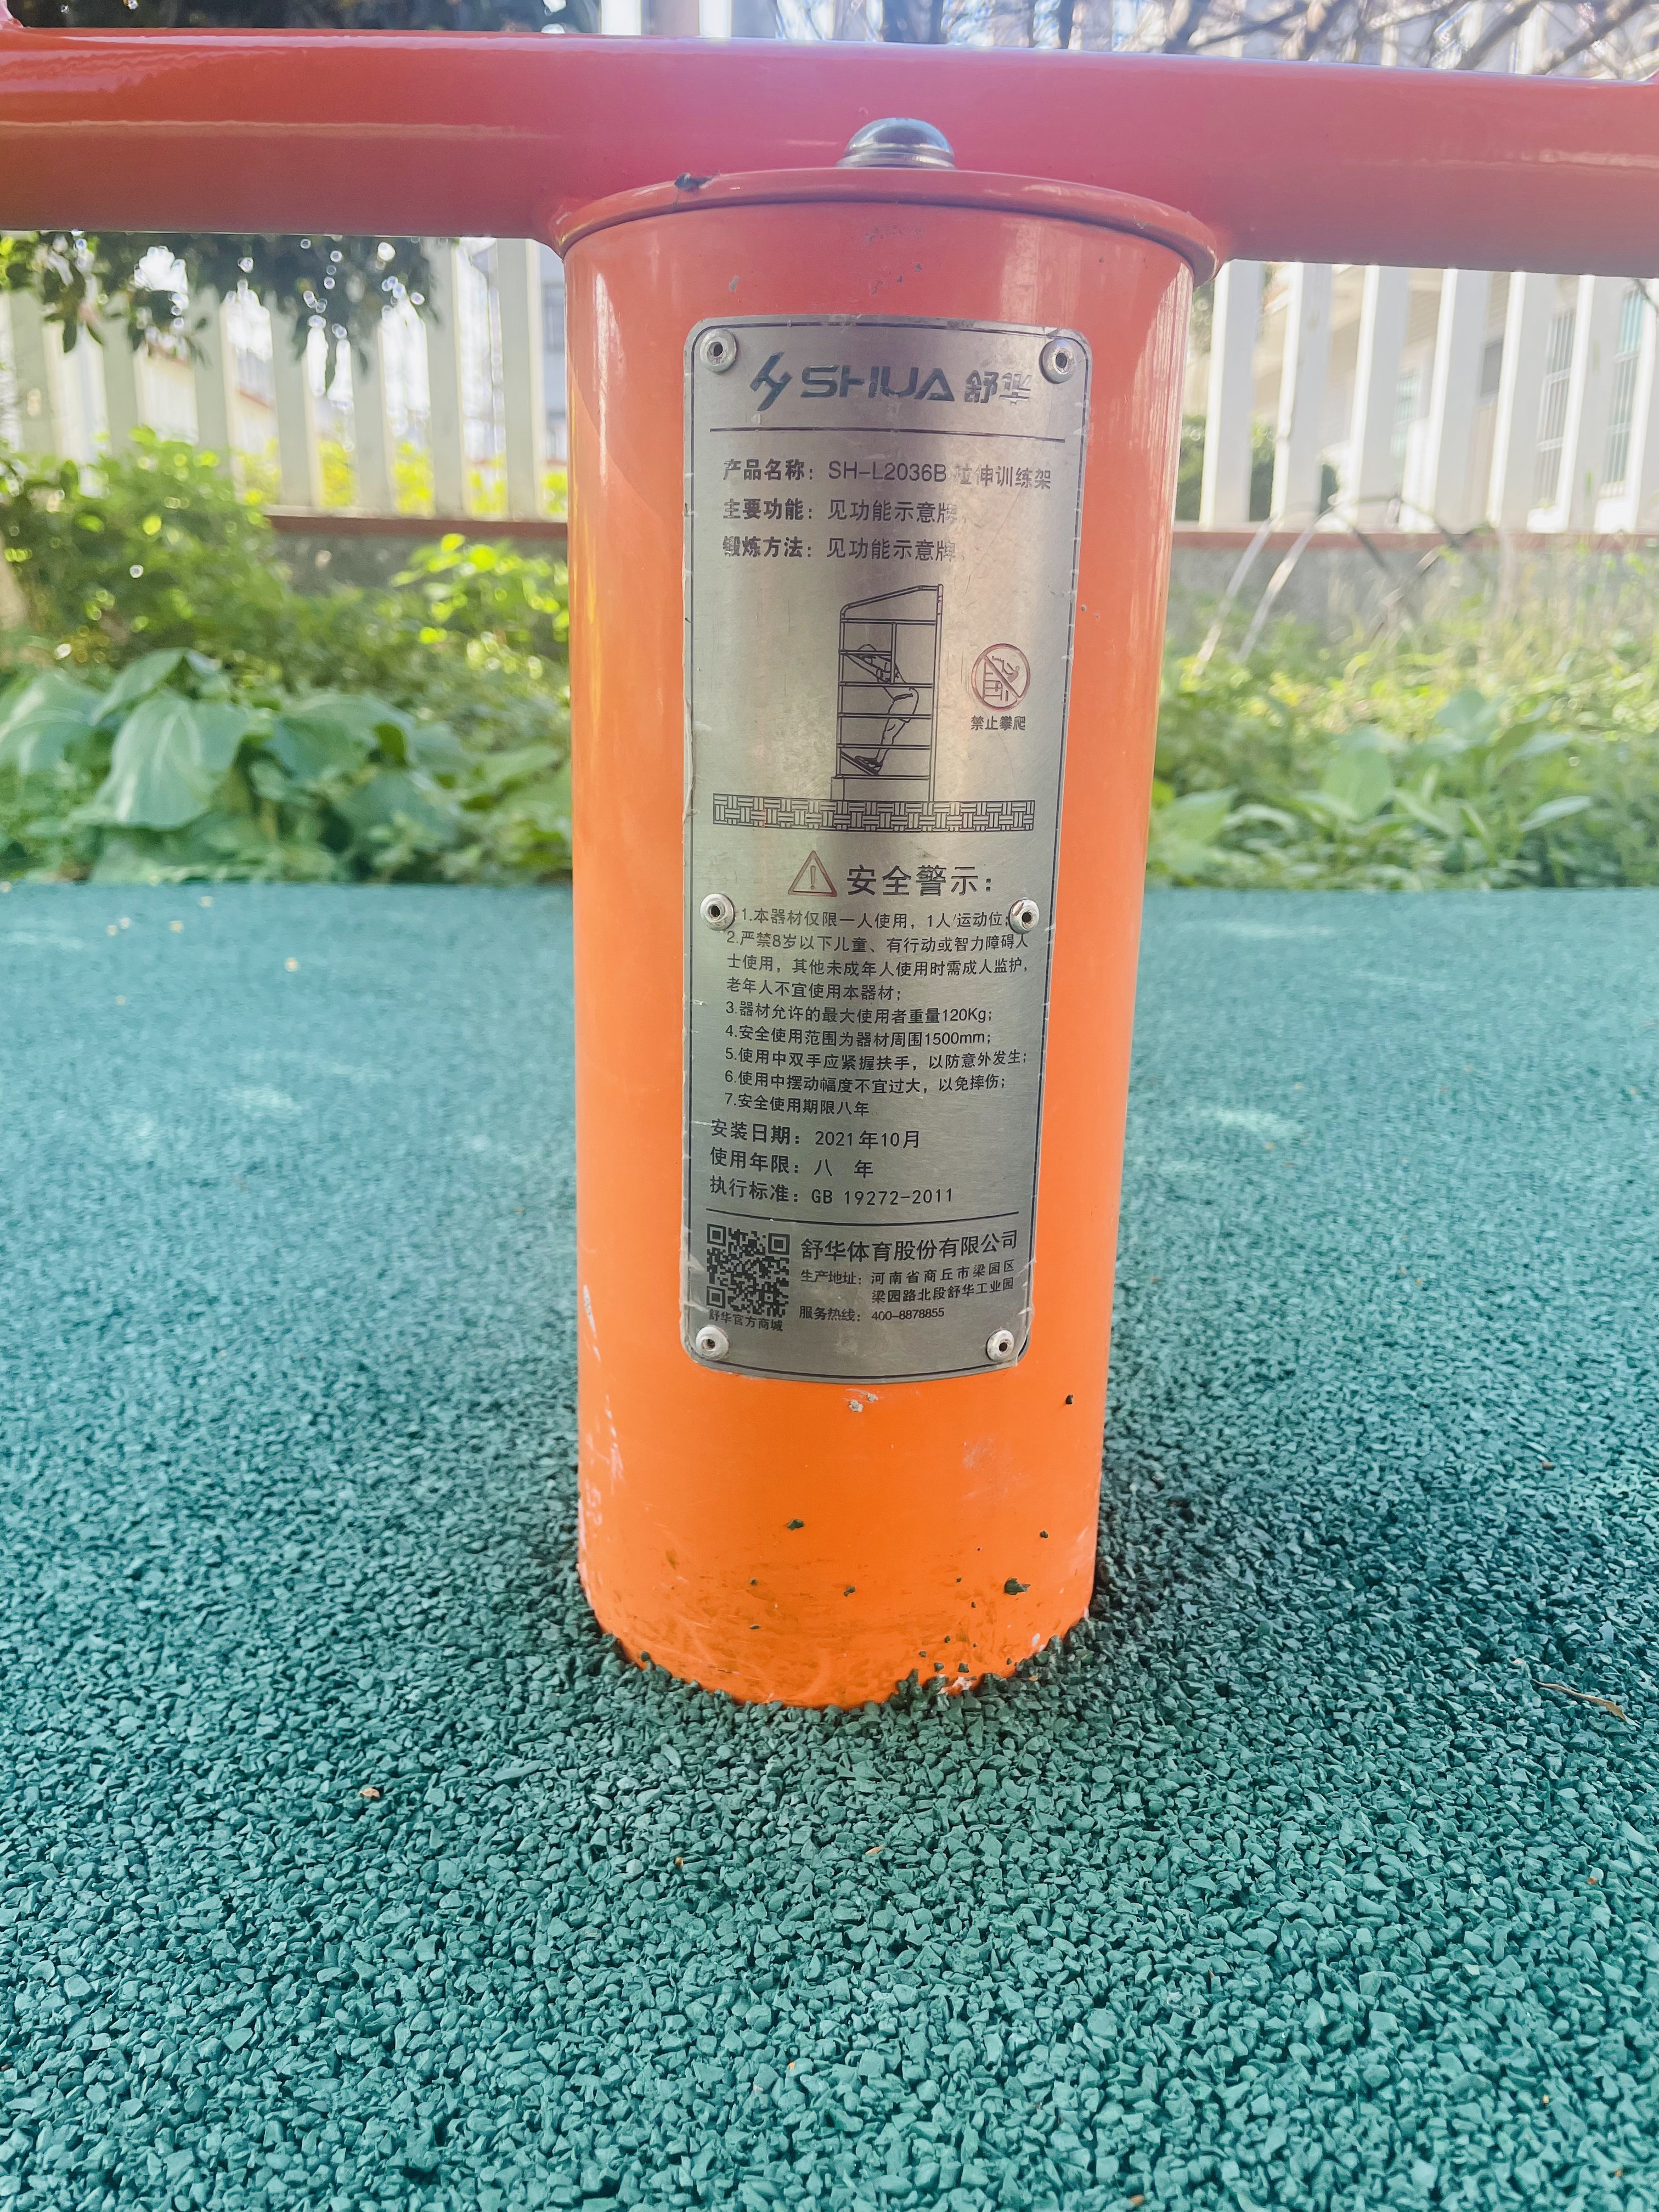 SHUA 舒华
产品名称：SH-L2036B 拉伸训练架
主要功能：见功能示意牌
锻炼方法：见功能示意牌
禁止攀爬
安全警示：
1.本器材仅限一人使用，1人/运动位；
2.严禁8岁以下儿童、有行动或智力障碍人
士使用，其他未成年人使用时需成人监护，
老年人不宜使用本器材；
3.器材允许的最大使用者重量120Kg；
4.安全使用范围为器材周围1500mm；
5.使用中双手应紧握扶手，以防意外发生；
6.使用中摆动幅度不宜过大，以免摔伤；
7.安全使用期限八年
安装日期：2021年10月
使用年限：八 年
执行标准：GB 19272-2011
舒华体育股份有限公司
生产地址：河南省商丘市梁园区
梁园路北段舒华工业园
服务热线：400-8878855
舒华官方商城